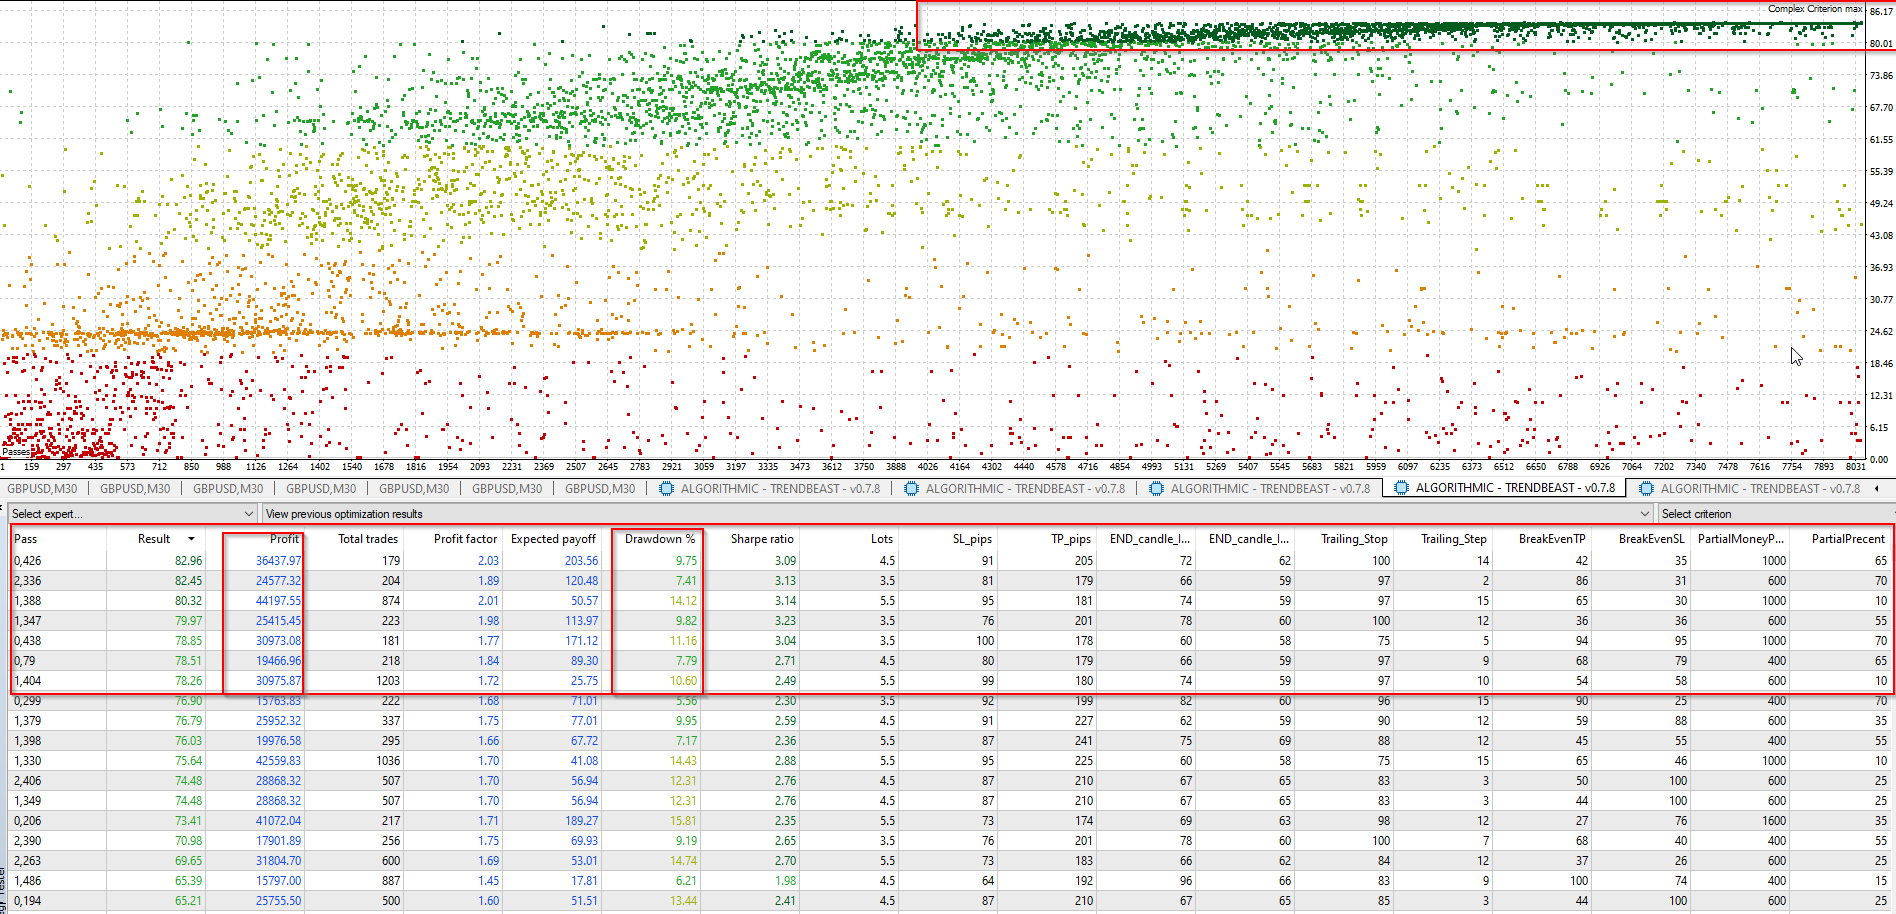 Complex Criterion max
86.17
80.01
73.86
67.70
61.55
55.39
49.24
43.08
36.93
30.77
24.62
18.46
12.31
6.15
0.00
Passes
1 159 297 435 573 712 850 988 1126 1264 1402 1540 1678 1816 1954 2093 2231 2369 2507 2645 2783 2921 3059 3197 3335 3473 3612 3750 3888 4026 4164 4302 4440 4578 4716 4854 4993 5131 5269 5407 5545 5683 5821 5959 6097 6235 6373 6512 6650 6788 6926 7064 7202 7340 7478 7616 7754 7893 8031
GBPUSD,M30 GBPUSD,M30 GBPUSD,M30 GBPUSD,M30 GBPUSD,M30 GBPUSD,M30 GBPUSD,M30 ALGORITHMIC - TRENDBEAST - v0.7.8 ALGORITHMIC - TRENDBEAST - v0.7.8 ALGORITHMIC - TRENDBEAST - v0.7.8 ALGORITHMIC - TRENDBEAST - v0.7.8 ALGORITHMIC - TRENDBEAST - v0.7.8
Select expert... View previous optimization results Select criterion
Pass Result Profit Total trades Profit factor Expected payoff Drawdown % Sharpe ratio Lots SL_pips TP_pips END_candle_l... END_candle_l... Trailing_Stop Trailing_Step BreakEvenTP BreakEvenSL PartialMoneyP... PartialPrecent
0,426 82.96 36437.97 179 2.03 203.56 9.75 3.09 4.5 91 205 72 62 100 14 42 35 1000 65
2,336 82.45 24577.32 204 1.89 120.48 7.41 3.13 3.5 81 179 66 59 97 2 86 31 600 70
1,388 80.32 44197.55 874 2.01 50.57 14.12 3.14 5.5 95 181 74 59 97 15 65 30 1000 10
1,347 79.97 25415.45 223 1.98 113.97 9.82 3.23 3.5 76 201 78 60 100 12 36 36 600 55
0,438 78.85 30973.08 181 1.77 171.12 11.16 3.04 3.5 100 178 60 58 75 5 94 95 1000 70
0,79 78.51 19466.96 218 1.84 89.30 7.79 2.71 4.5 80 179 66 59 97 9 68 79 400 65
1,404 78.26 30975.87 1203 1.72 25.75 10.60 2.49 5.5 99 180 74 59 97 10 54 58 600 10
0,299 76.90 15763.83 222 1.68 71.01 5.56 2.30 3.5 92 199 82 60 96 15 90 25 400 70
1,379 76.79 25952.32 337 1.75 77.01 9.95 2.59 4.5 91 227 62 59 90 12 59 88 600 35
1,398 76.03 19976.58 295 1.66 67.72 7.17 2.36 5.5 87 241 75 69 88 12 45 55 400 55
1,330 75.64 42559.83 1036 1.70 41.08 14.43 2.88 5.5 95 225 60 58 75 15 65 46 1000 10
2,406 74.48 28868.32 507 1.70 56.94 12.31 2.76 4.5 87 210 67 65 83 3 50 100 600 25
1,349 74.48 28868.32 507 1.70 56.94 12.31 2.76 4.5 87 210 67 65 83 3 44 100 600 25
0,206 73.41 41072.04 217 1.71 189.27 15.81 2.35 5.5 73 174 69 63 98 12 27 76 1600 35
2,390 70.98 17901.89 256 1.75 69.93 9.19 2.65 3.5 76 201 78 60 100 7 68 40 400 55
2,263 69.65 31804.70 600 1.69 53.01 14.74 2.70 5.5 73 183 66 62 84 12 37 26 600 25
1,486 65.39 15797.00 887 1.45 17.81 6.21 1.98 4.5 64 192 96 66 83 9 100 74 400 15
0,194 65.21 25755.50 500 1.60 51.51 13.44 2.41 4.5 87 210 67 65 85 3 44 100 600 25